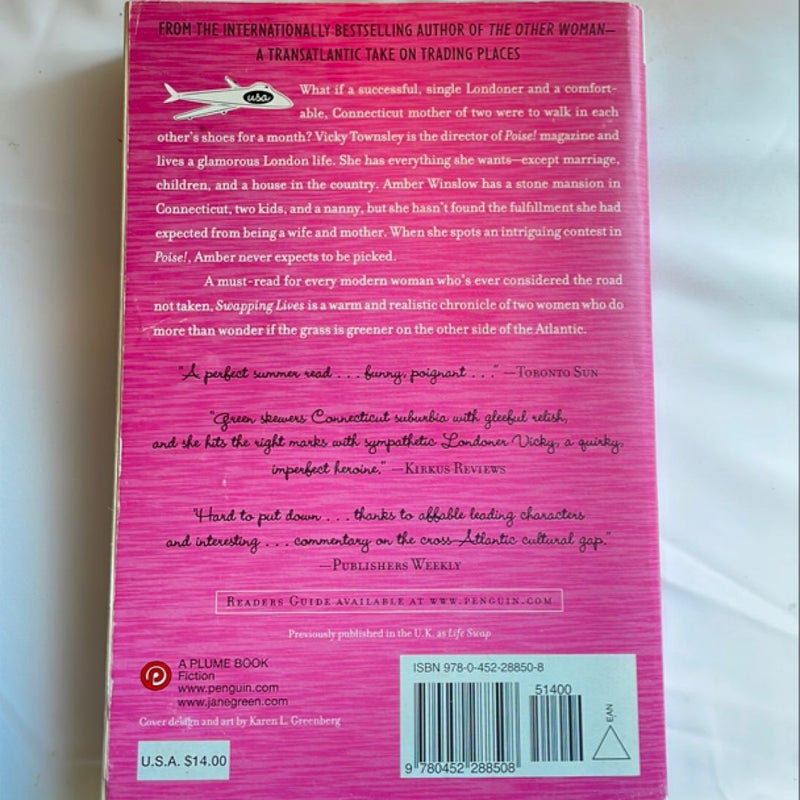 FROM THE INTERNATIONALLY BESTSELLING AUTHOR OF THE OTHER WOMAN—
A TRANSATLANTIC TAKE ON TRADING PLACES
usa
What if a successful, single Londoner and a comfort-
able, Connecticut mother of two were to walk in each
other's shoes for a month? Vicky Townsley is the director of Poise! magazine and
lives a glamorous London life. She has everything she wants—except marriage,
children, and a house in the country. Amber Winslow has a stone mansion in
Connecticut, two kids, and a nanny, but she hasn't found the fulfillment she had
expected from being a wife and mother. When she spots an intriguing contest in
Poise!, Amber never expects to be picked.
A must-read for every modern woman who's ever considered the road
not taken, Swapping Lives is a warm and realistic chronicle of two women who do
more than wonder if the grass is greener on the other side of the Atlantic.
"A perfect summer read . . . funny, poignant . . ." —TORONTO SUN
"Green skewers Connecticut suburbia with gleeful relish,
and she hits the right marks with sympathetic Londoner Vicky, a quirky,
imperfect heroine." —KIRKUS REVIEWS
"Hard to put down . . . thanks to affable leading characters
and interesting . . . commentary on the cross-Atlantic cultural gap."
—PUBLISHERS WEEKLY
READERS GUIDE AVAILABLE AT WWW.PENGUIN.COM
Previously published in the U.K. as Life Swap
A PLUME BOOK
Fiction
www.penguin.com
www.janegreen.com
Cover design and art by Karen L. Greenberg
U.S.A. $14.00
ISBN 978-0-452-28850-8
51400
EAN
9 780452 288508